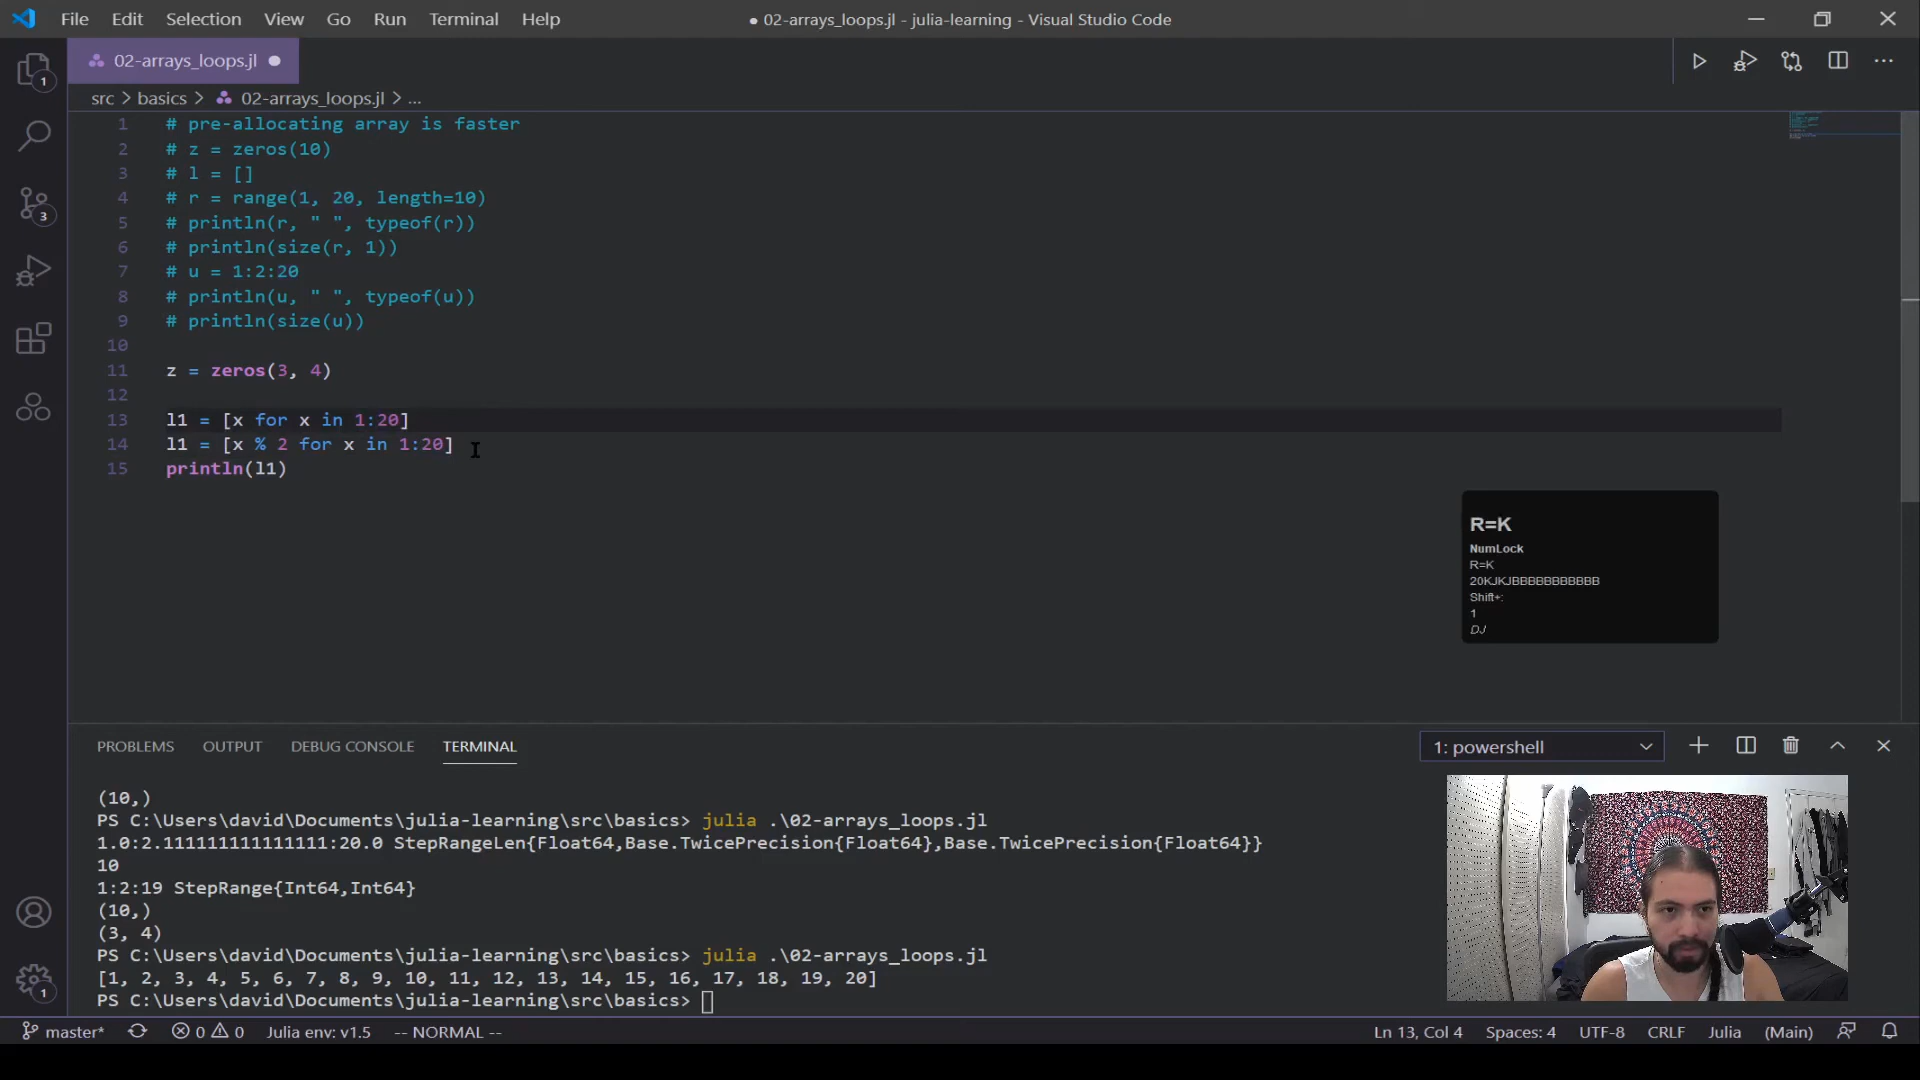 File Edit Selection View Go Run Terminal Help
● 02-arrays_loops.jl - julia-learning - Visual Studio Code
02-arrays_loops.jl ●
src > basics > 02-arrays_loops.jl > ...
1 # pre-allocating array is faster
2 # z = zeros(10)
3 # l = []
4 # r = range(1, 20, length=10)
5 # println(r, " ", typeof(r))
6 # println(size(r, 1))
7 # u = 1:2:20
8 # println(u, " ", typeof(u))
9 # println(size(u))
10
11 z = zeros(3, 4)
12
13 l1 = [x for x in 1:20]
14 l1 = [x % 2 for x in 1:20]
15 println(l1)
1
3
1
R=K
NumLock
R=K
20KJKJBBBBBBBBBBB
Shift+:
1
DJ
PROBLEMS OUTPUT DEBUG CONSOLE TERMINAL
1: powershell
(10,)
PS C:\Users\david\Documents\julia-learning\src\basics> julia .\02-arrays_loops.jl
1.0:2.111111111111111:20.0 StepRangeLen{Float64,Base.TwicePrecision{Float64},Base.TwicePrecision{Float64}}
10
1:2:19 StepRange{Int64,Int64}
(10,)
(3, 4)
PS C:\Users\david\Documents\julia-learning\src\basics> julia .\02-arrays_loops.jl
[1, 2, 3, 4, 5, 6, 7, 8, 9, 10, 11, 12, 13, 14, 15, 16, 17, 18, 19, 20]
PS C:\Users\david\Documents\julia-learning\src\basics>
master* 0 0 Julia env: v1.5 -- NORMAL --
Ln 13, Col 4 Spaces: 4 UTF-8 CRLF Julia (Main)